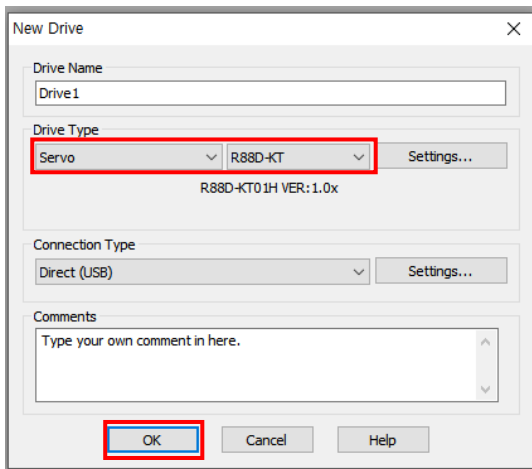 New Drive
Drive Name
Drive1
Drive Type
Servo R88D-KT Settings...
R88D-KT01H VER:1.0x
Connection Type
Direct (USB) Settings...
Comments
Type your own comment in here.
OK Cancel Help